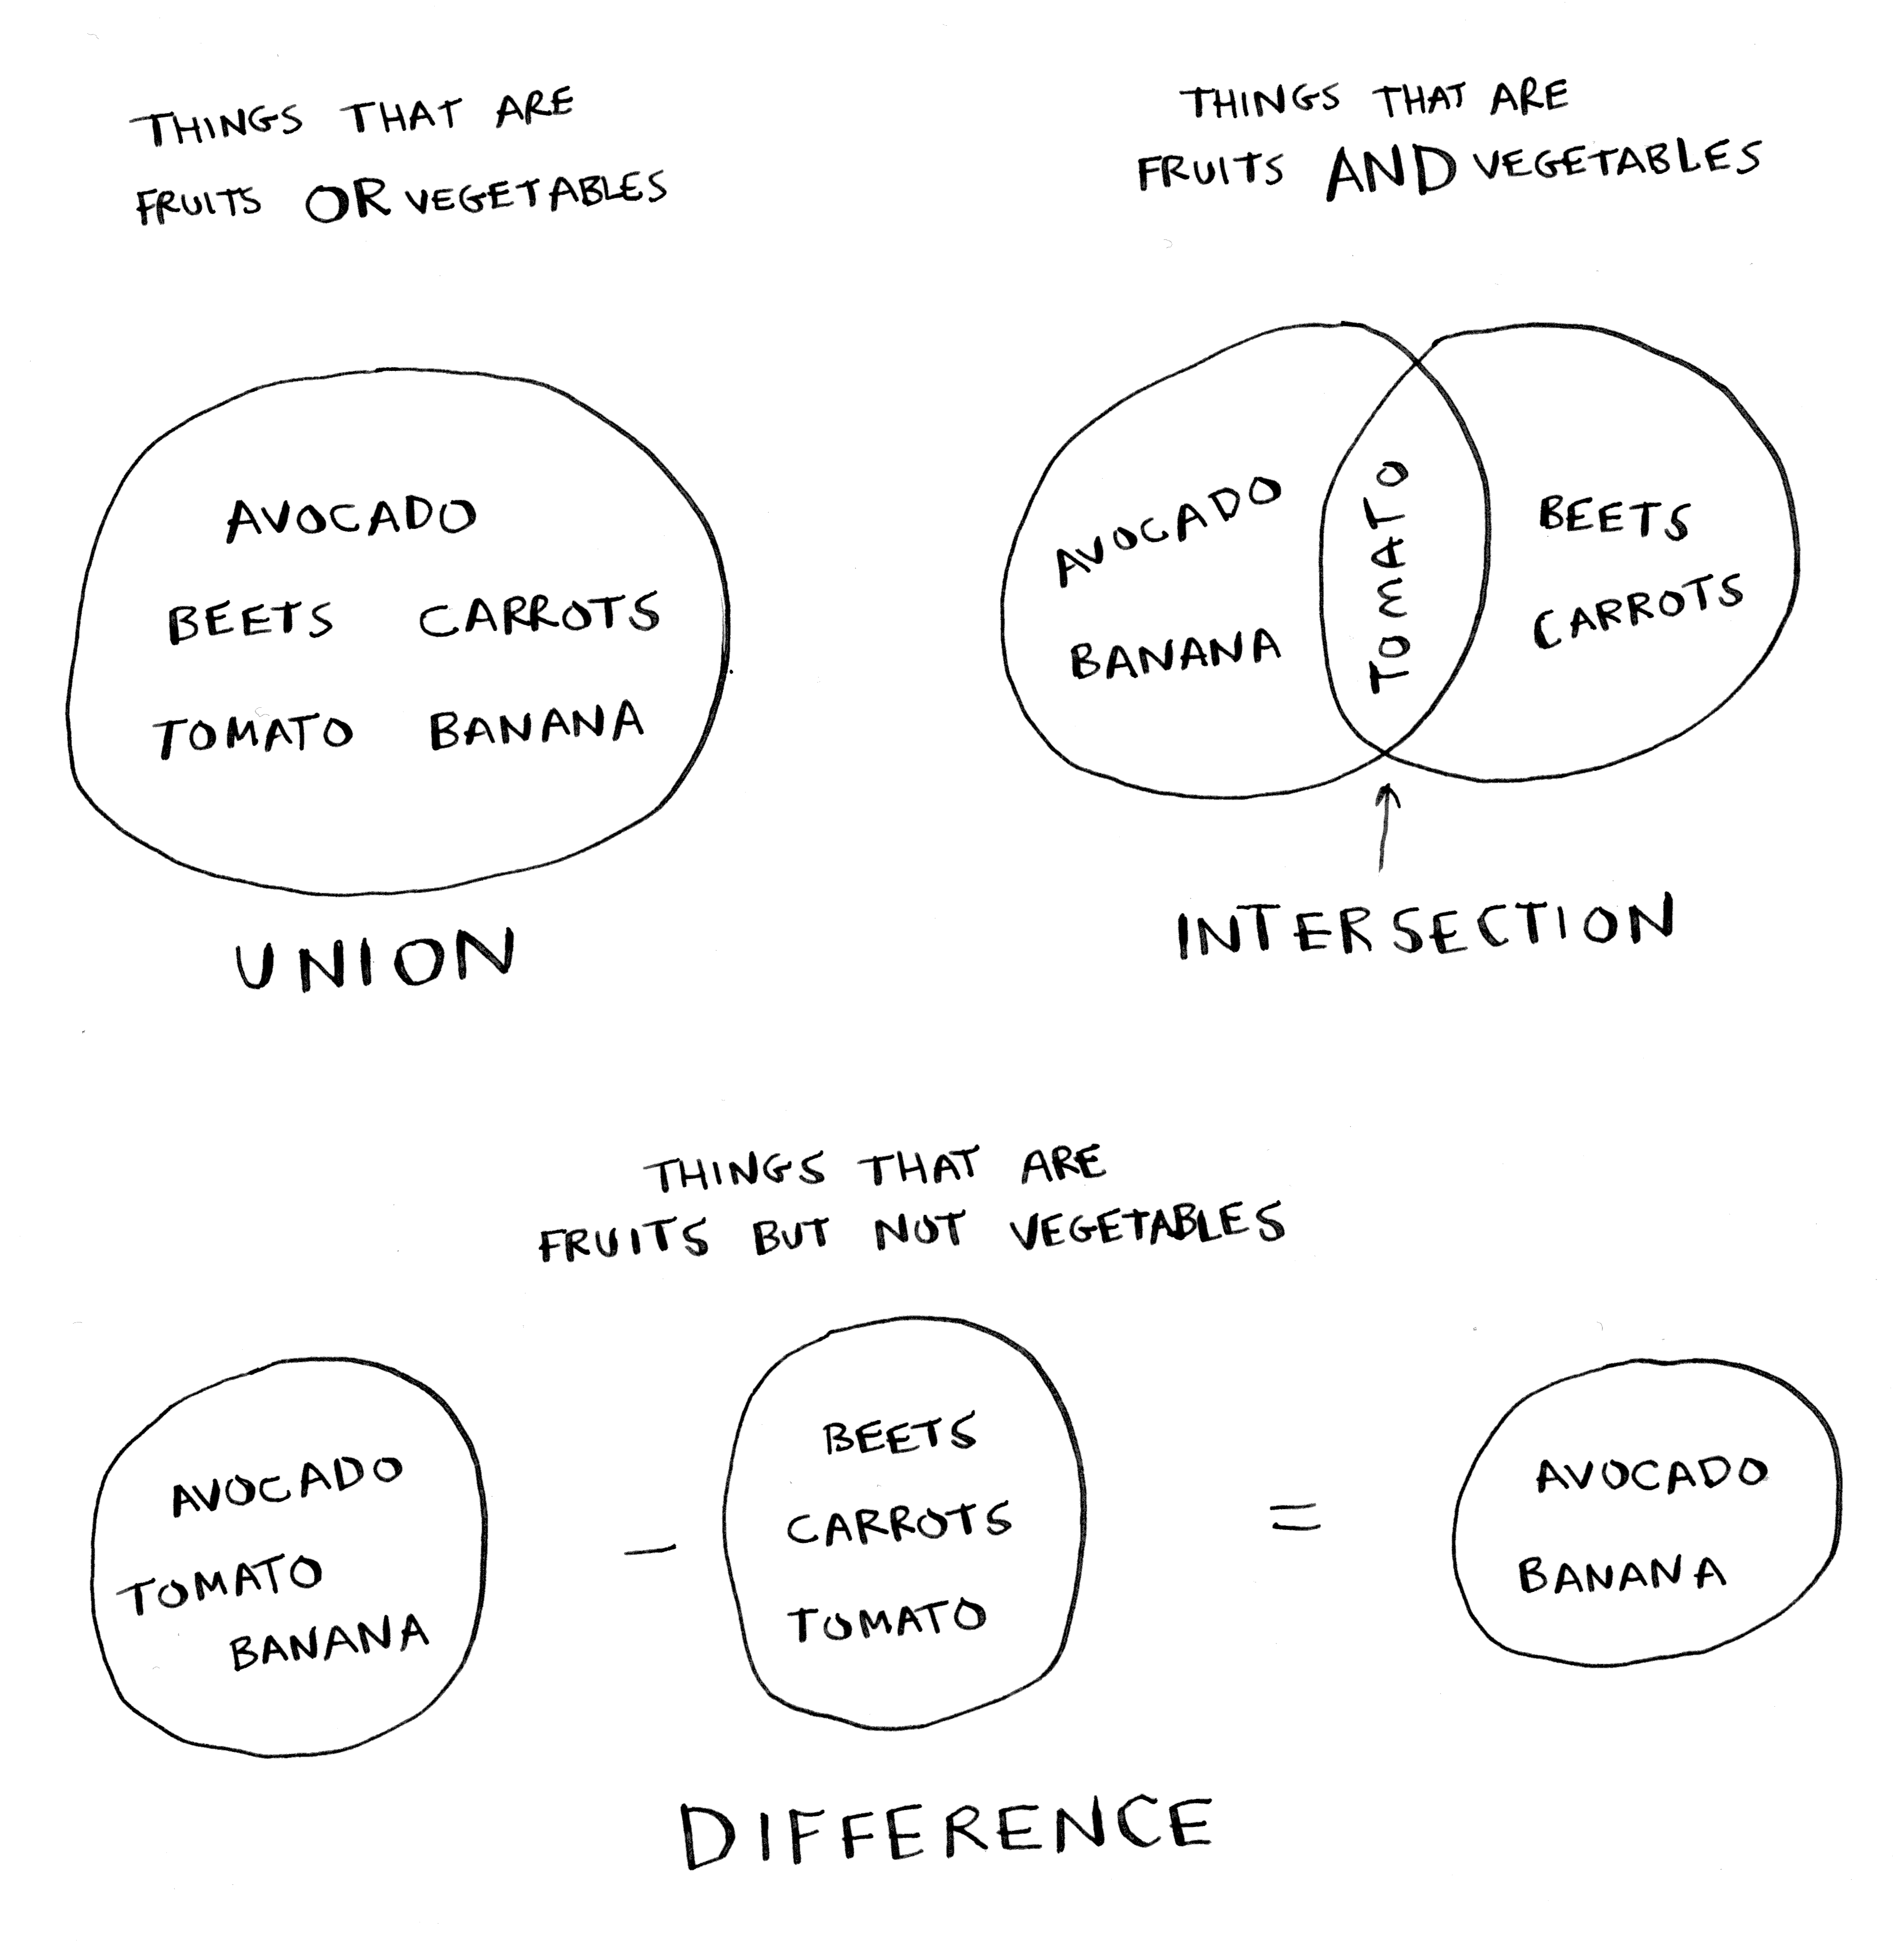 THINGS THAT ARE
FRUITS OR VEGETABLES
AVOCADO
BEETS CARROTS
TOMATO BANANA
UNION
THINGS THAT ARE
FRUITS AND VEGETABLES
AVOCADO
BANANA
TOMATO
BEETS
CARROTS
INTERSECTION
THINGS THAT ARE
FRUITS BUT NOT VEGETABLES
AVOCADO
TOMATO
BANANA
—
BEETS
CARROTS
TOMATO
=
AVOCADO
BANANA
DIFFERENCE